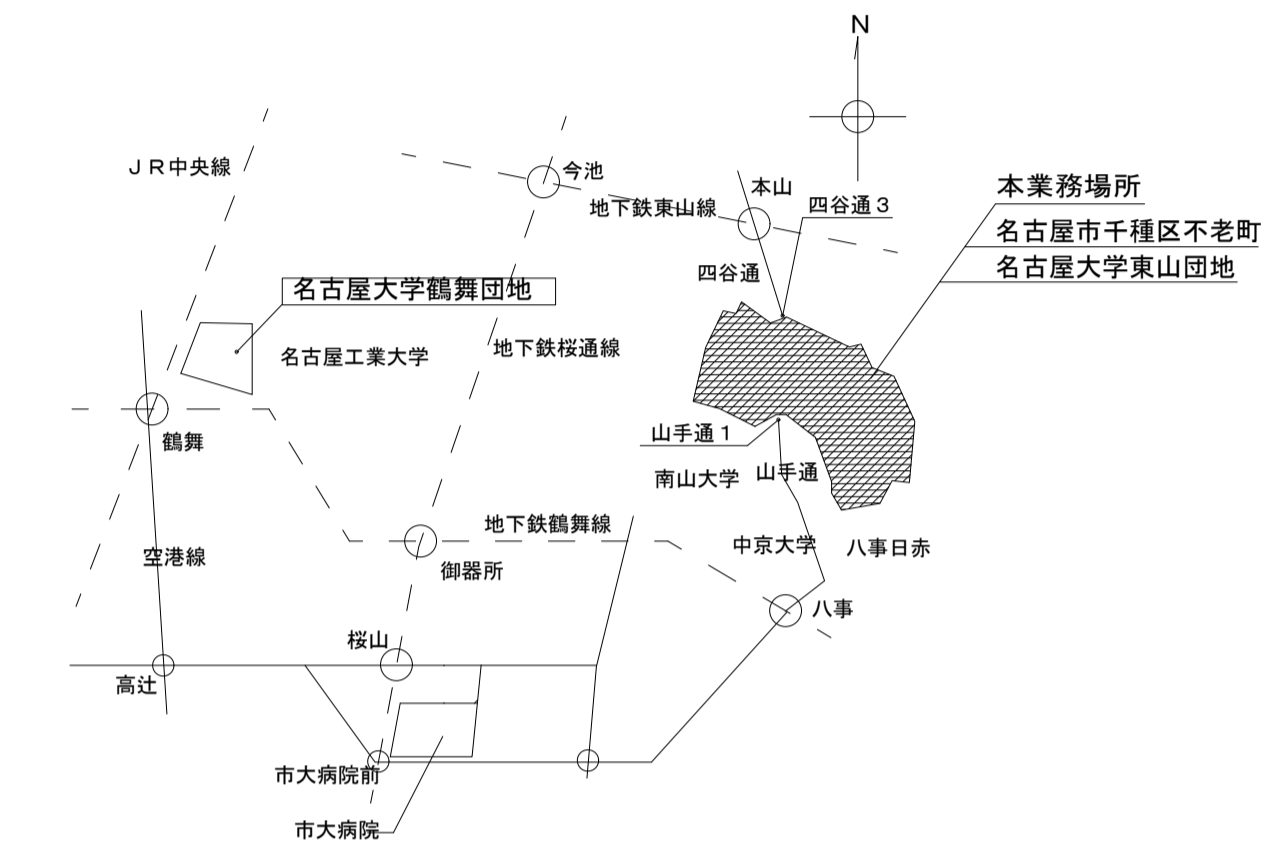 N
ＪＲ中央線
今池
本山
地下鉄東山線
四谷通３
本業務場所
名古屋市千種区不老町
名古屋大学東山団地
四谷通
名古屋大学鶴舞団地
名古屋工業大学
地下鉄桜通線
鶴舞
山手通１
南山大学
山手通
地下鉄鶴舞線
中京大学
八事日赤
空港線
御器所
八事
桜山
高辻
市大病院前
市大病院